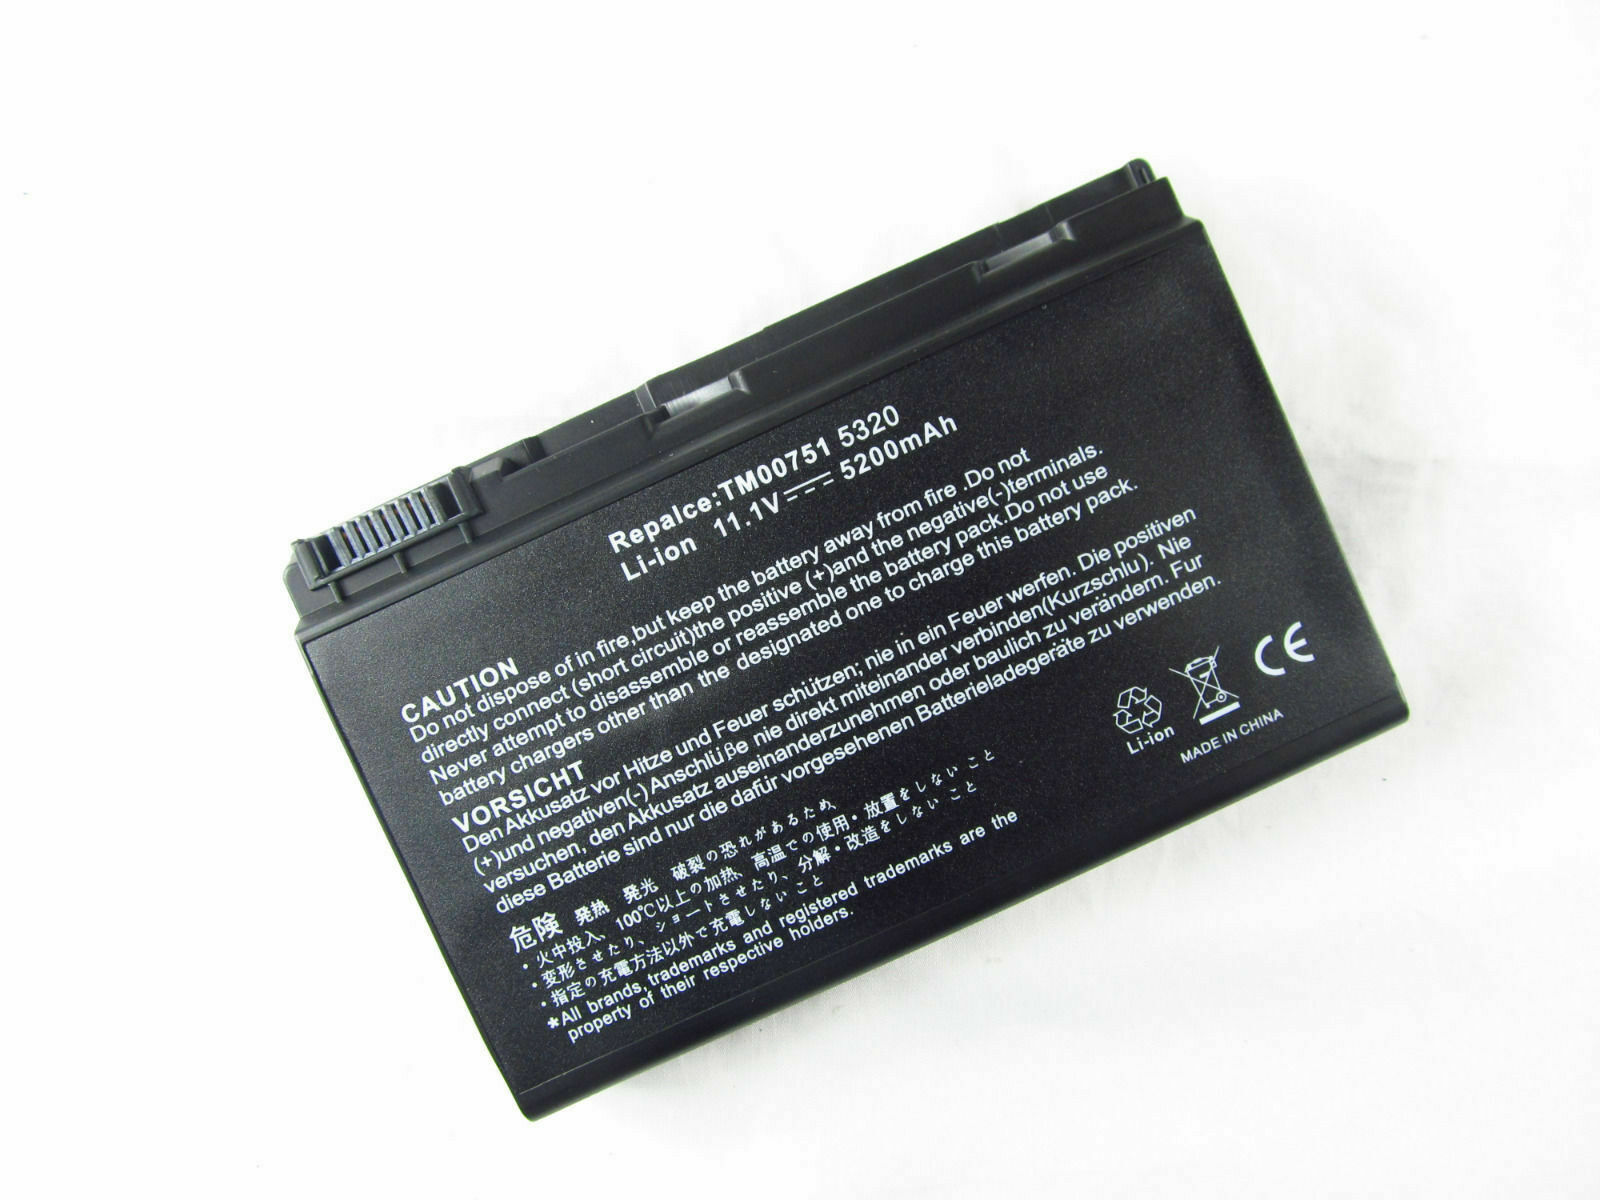 Repalce:TM00751 5320
Li-ion 11.1V 5200mAh
CAUTION
Do not dispose of in fire,but keep the battery away from fire .Do not
directly connect (short circuit)the positive (+)and the negative(-)terminals.
Never attempt to disassemble or reassemble the battery pack.Do not use
battery chargers other than the designated one to charge this battery pack.
VORSICHT
Den Akkusatz vor Hitze und Feuer schützen; nie in ein Feuer werfen. Die positiven
(+)und negativen(-) Anschlüβe nie direkt miteinander verbinden(Kurzschlu). Nie
versuchen, den Akkusatz auseinanderzunehmen oder baulich zu verändern. Fur
diese Batterie sind nur die dafür vorgesehenen Batterieladegeräte zu verwenden.
危険 発熱 発光 破裂の恐れがあるため、
・火中投入、100℃以上の加熱、高温での使用・放置をしないこと
・変形させたり、ショートさせたり、分解・改造をしないこと
・指定の充電方法以外で充電しないこと
*All brands,trademarks and registered trademarks are the
property of their respective holders.
Li-ion
CE
MADE IN CHINA